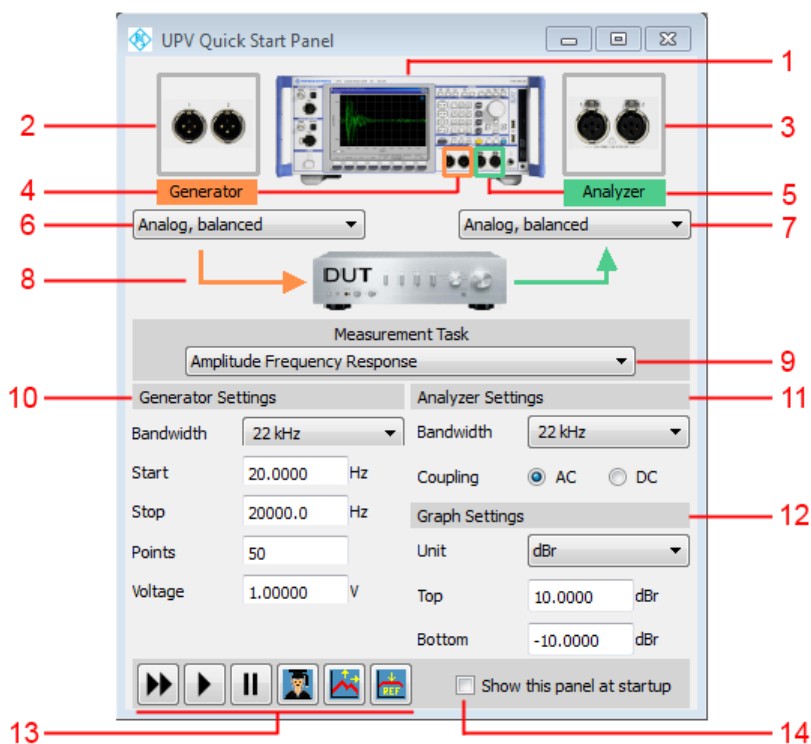 UPV Quick Start Panel
1
2
3
4
Generator
Analyzer
5
6
Analog, balanced
Analog, balanced
7
8
DUT
Measurement Task
Amplitude Frequency Response
9
10
Generator Settings
Analyzer Settings
11
Bandwidth
22 kHz
Bandwidth
22 kHz
Start
20.0000
Hz
Coupling
AC
DC
Stop
20000.0
Hz
Graph Settings
12
Points
50
Unit
dBr
Voltage
1.00000
V
Top
10.0000
dBr
Bottom
-10.0000
dBr
REF
Show this panel at startup
13
14